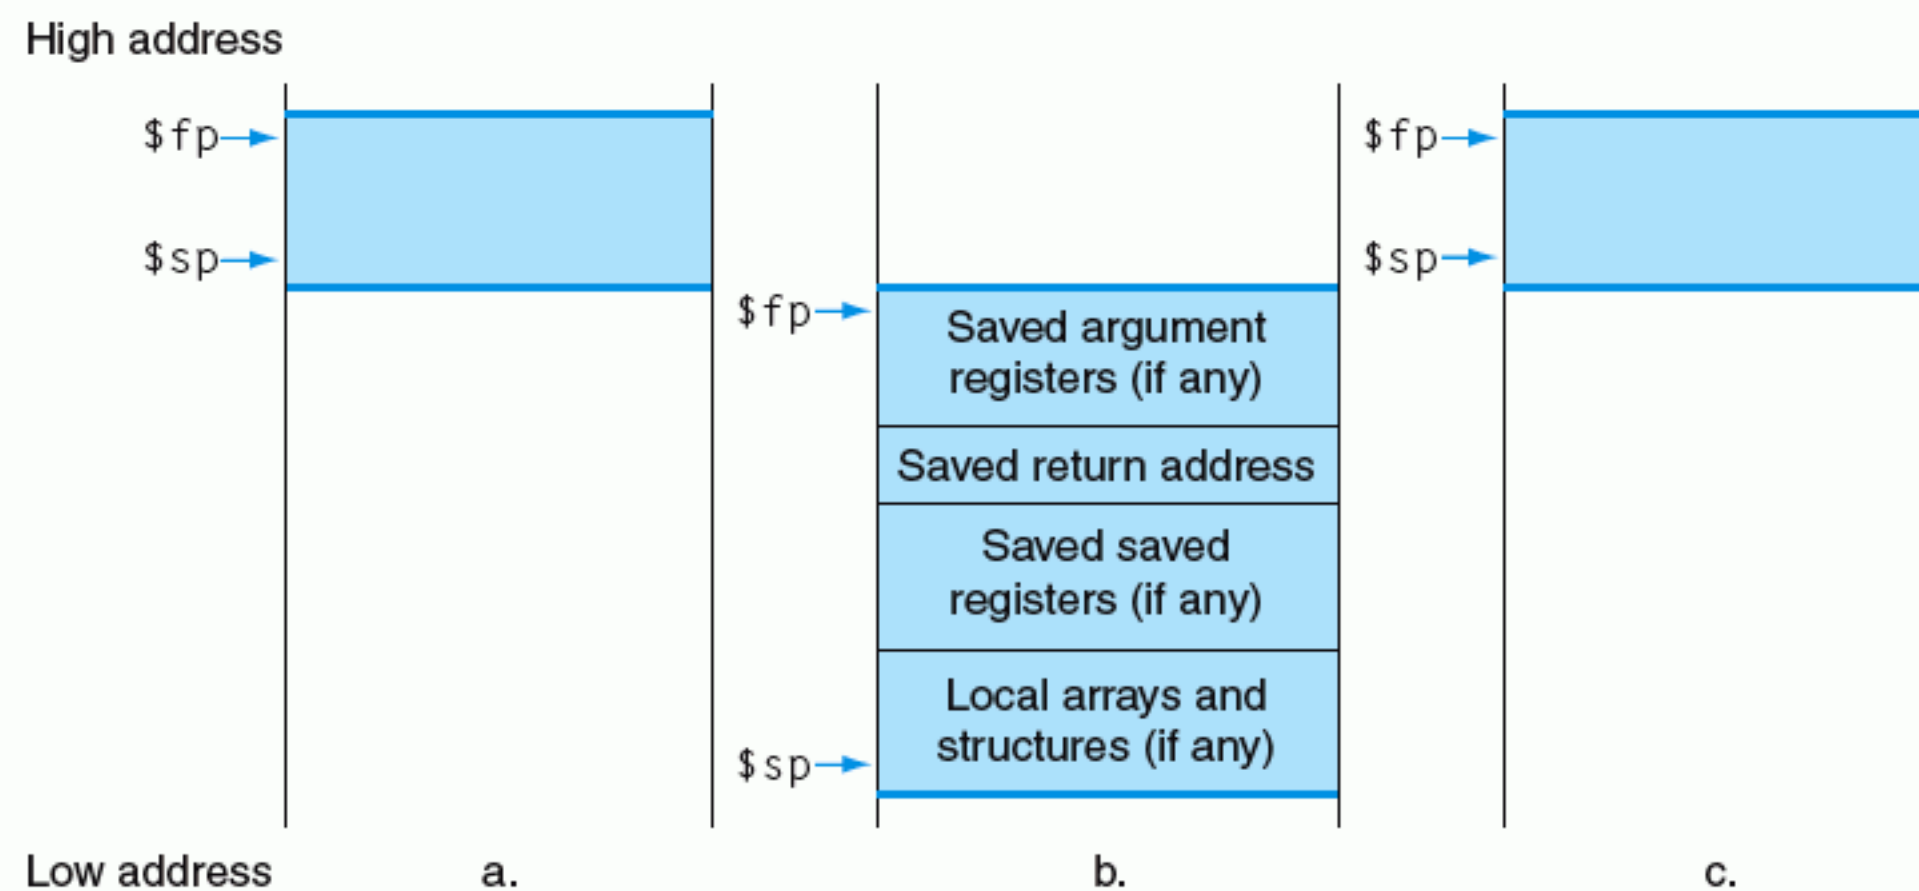 High address
$fp
$sp
$fp
Saved argument
registers (if any)
Saved return address
Saved saved
registers (if any)
Local arrays and
structures (if any)
$sp
$fp
$sp
Low address
a.
b.
c.